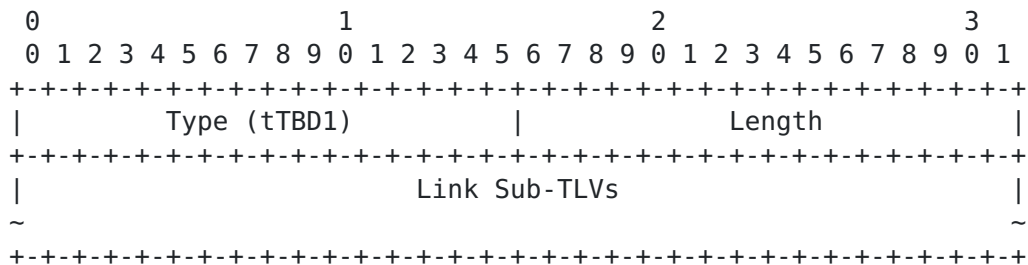 0                   1                   2                   3
 0 1 2 3 4 5 6 7 8 9 0 1 2 3 4 5 6 7 8 9 0 1 2 3 4 5 6 7 8 9 0 1
+-+-+-+-+-+-+-+-+-+-+-+-+-+-+-+-+-+-+-+-+-+-+-+-+-+-+-+-+-+-+-+-+
|         Type (tTBD1)          |             Length            |
+-+-+-+-+-+-+-+-+-+-+-+-+-+-+-+-+-+-+-+-+-+-+-+-+-+-+-+-+-+-+-+-+
|                         Link Sub-TLVs                         |
~                                                               ~
+-+-+-+-+-+-+-+-+-+-+-+-+-+-+-+-+-+-+-+-+-+-+-+-+-+-+-+-+-+-+-+-+